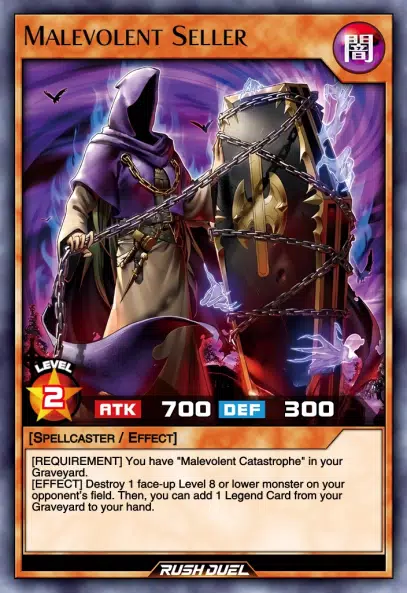 Malevolent Seller
闇
LEVEL
2
ATK 700 DEF 300
[Spellcaster / Effect]
[REQUIREMENT] You have "Malevolent Catastrophe" in your
Graveyard.
[EFFECT] Destroy 1 face-up Level 8 or lower monster on your
opponent's field. Then, you can add 1 Legend Card from your
Graveyard to your hand.
RUSH DUEL